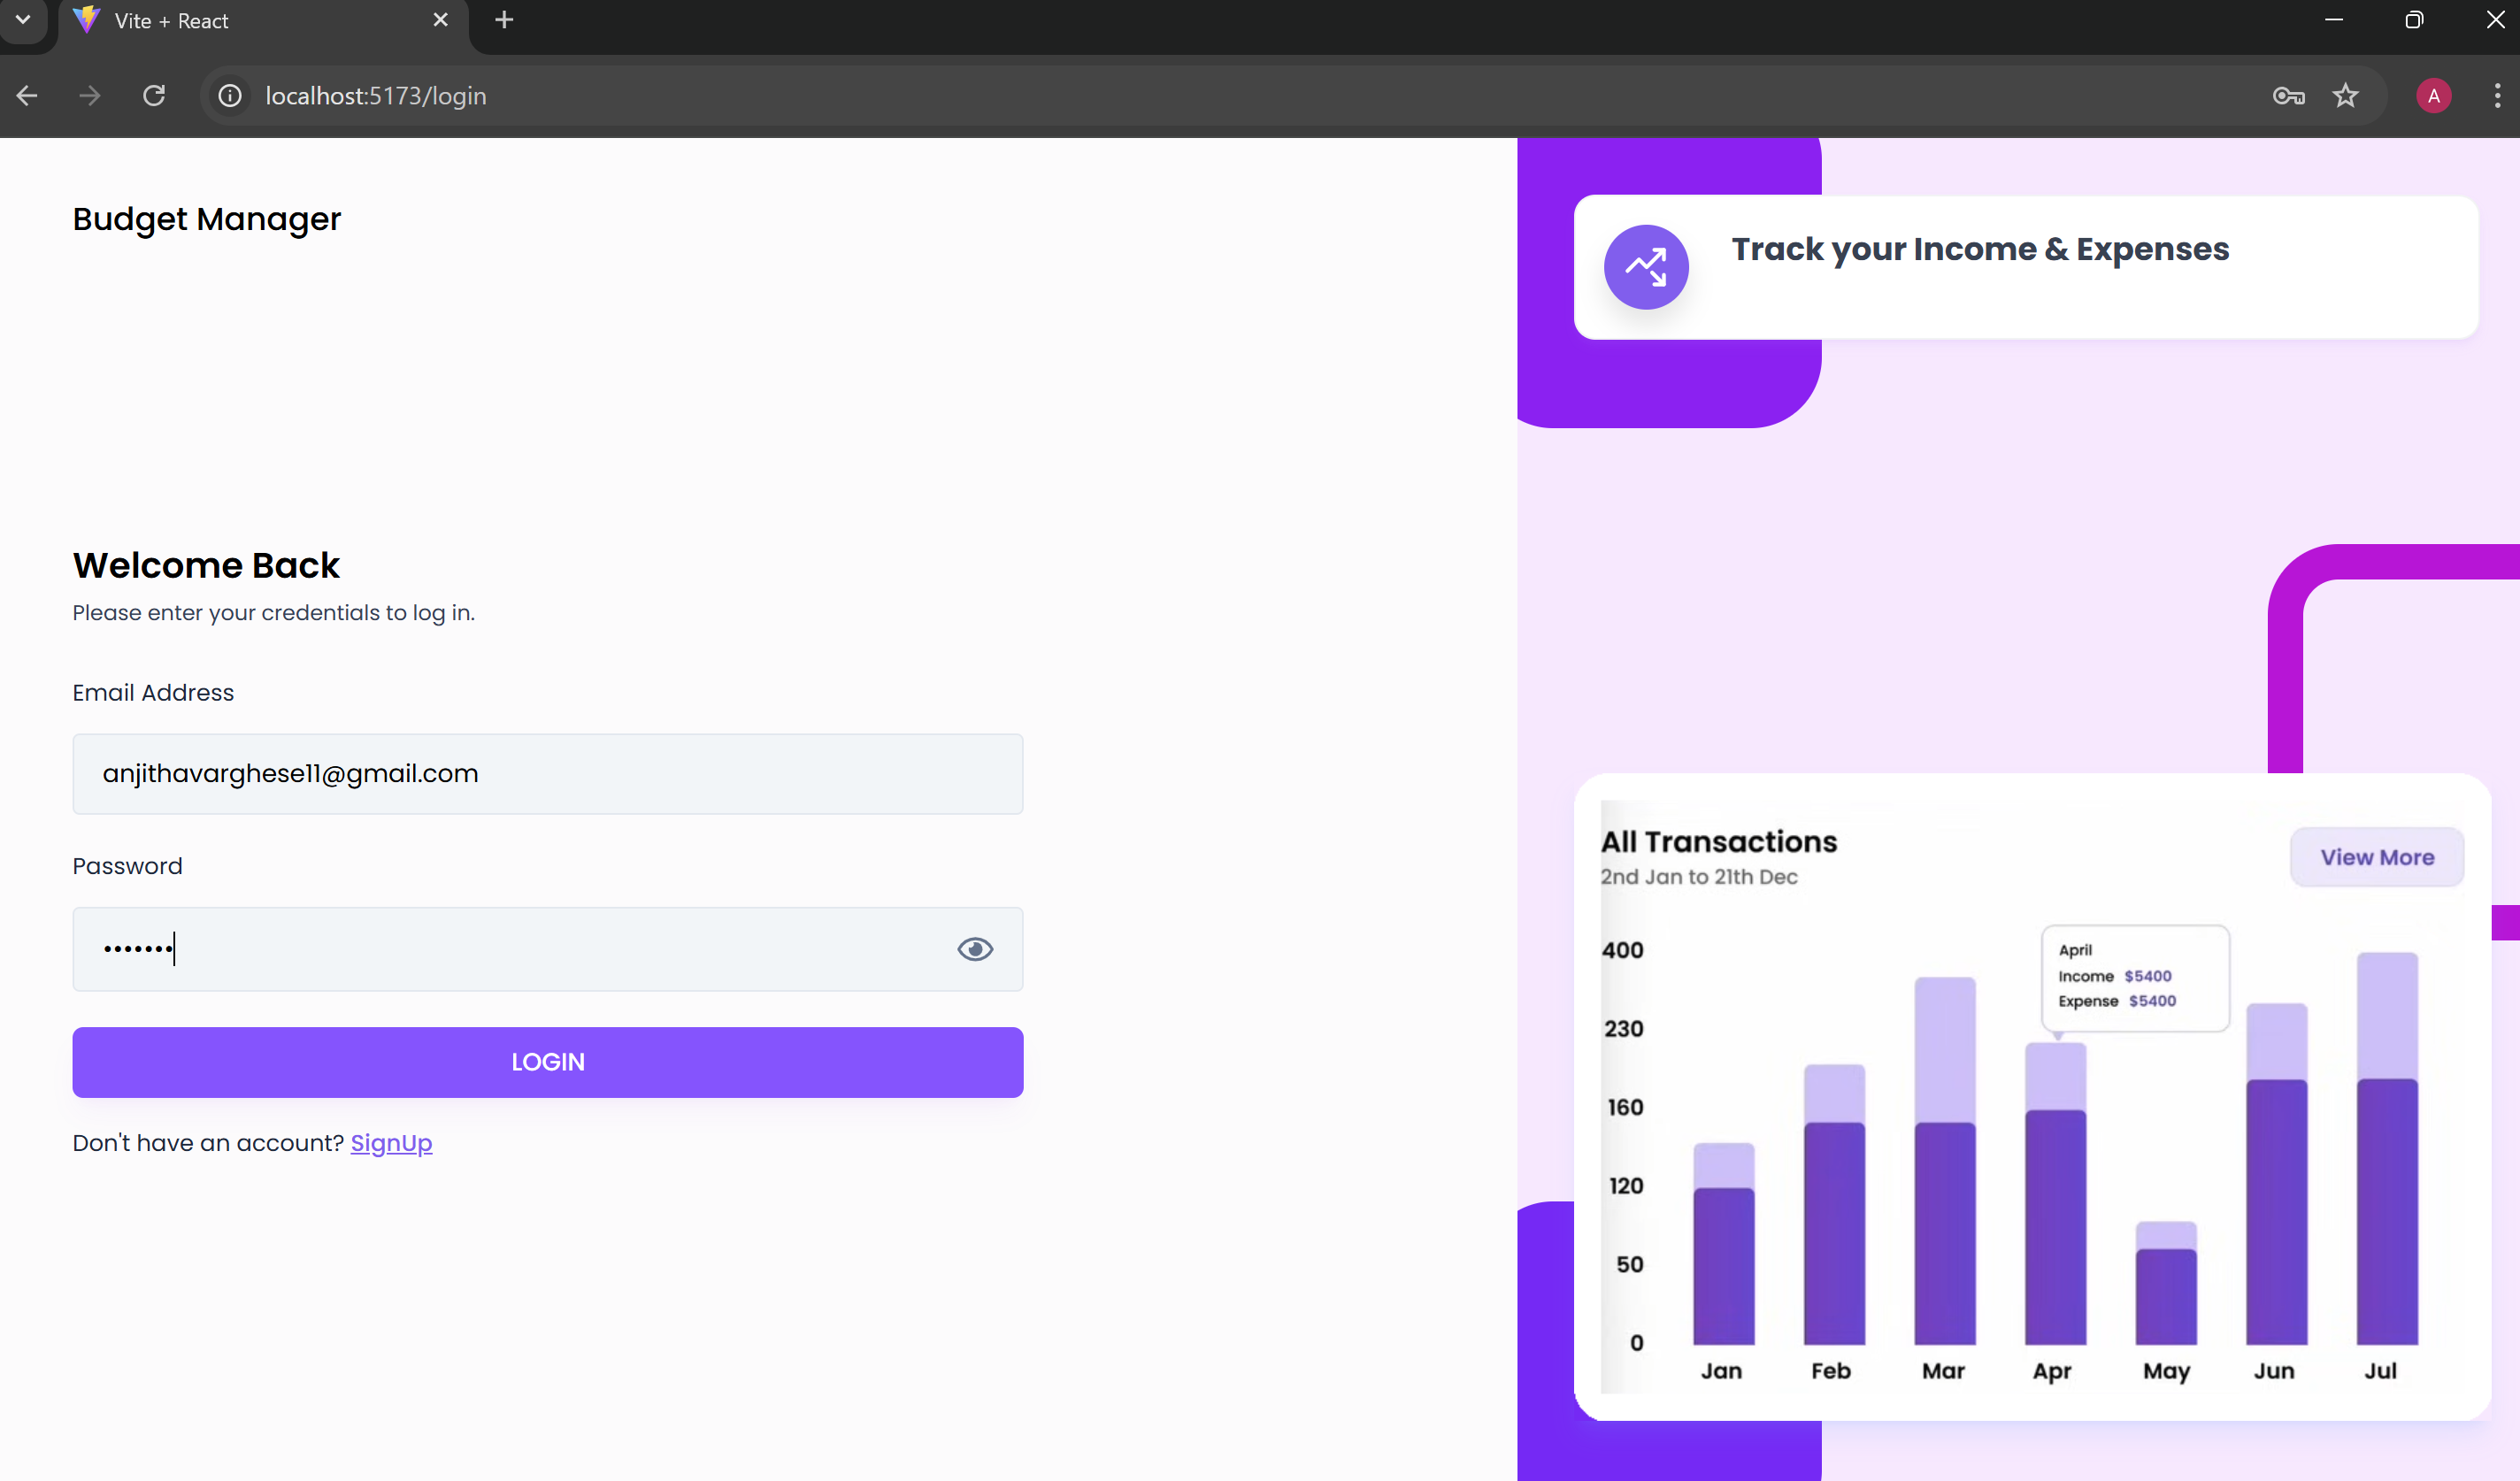 Vite + React
localhost:5173/login
A
Budget Manager
Welcome Back
Please enter your credentials to log in.
Email Address
anjithavarghese11@gmail.com
Password
•••••••
LOGIN
Don't have an account? SignUp
Track your Income & Expenses
All Transactions
2nd Jan to 21th Dec
View More
April
Income $5400
Expense $5400
400
230
160
120
50
0
Jan Feb Mar Apr May Jun Jul